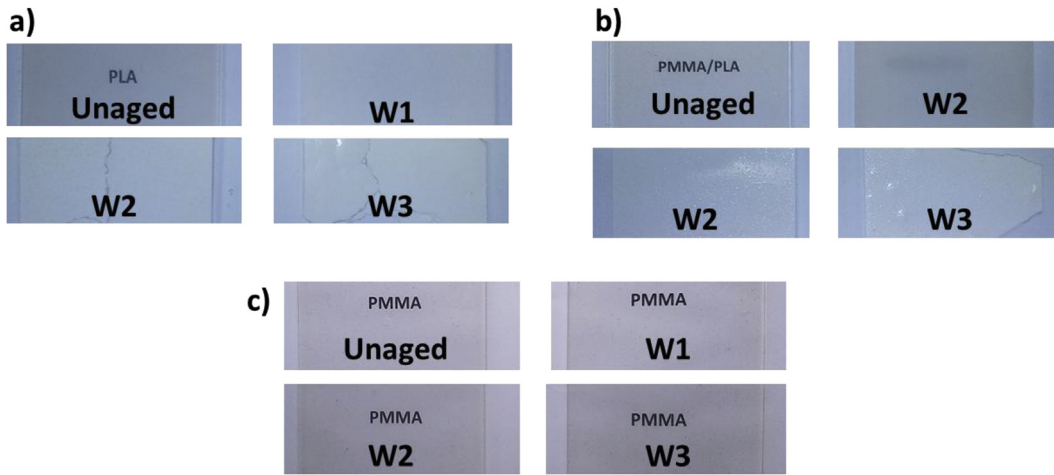 a)
PLA
Unaged
W1
W2
W3
b)
PMMA/PLA
Unaged
W2
W2
W3
c)
PMMA
Unaged
PMMA
W1
PMMA
W2
PMMA
W3